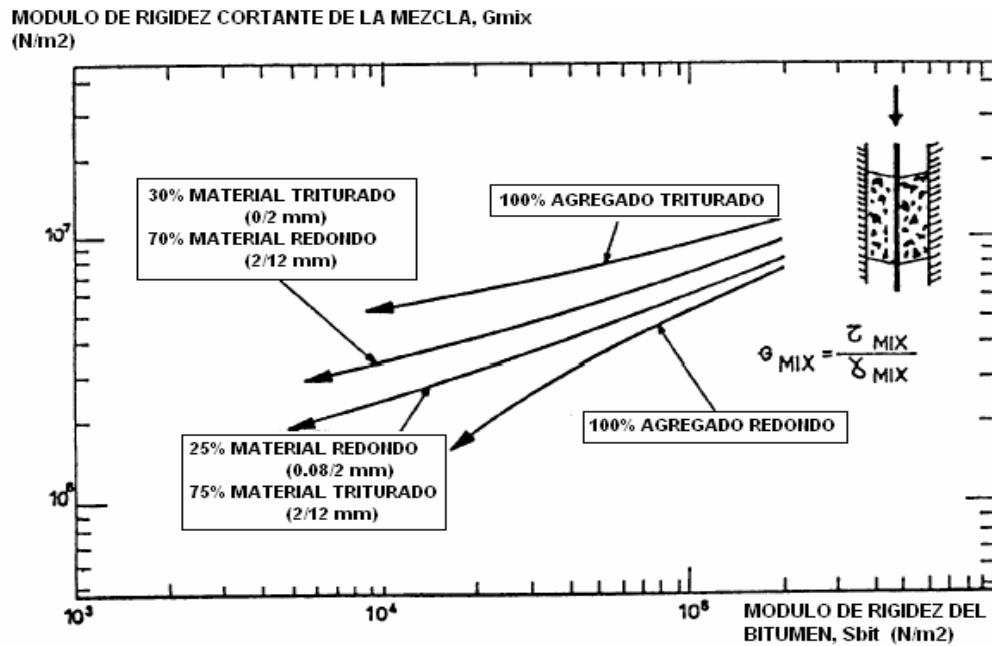 MODULO DE RIGIDEZ CORTANTE DE LA MEZCLA, Gmix
(N/m2)
30% MATERIAL TRITURADO
(0/2 mm)
70% MATERIAL REDONDO
(2/12 mm)
100% AGREGADO TRITURADO
10⁷
G MIX = τ MIX / γ MIX
100% AGREGADO REDONDO
25% MATERIAL REDONDO
(0.08/2 mm)
75% MATERIAL TRITURADO
(2/12 mm)
10⁶
10³
10⁴
10⁵
MODULO DE RIGIDEZ DEL
BITUMEN, Sbit (N/m2)